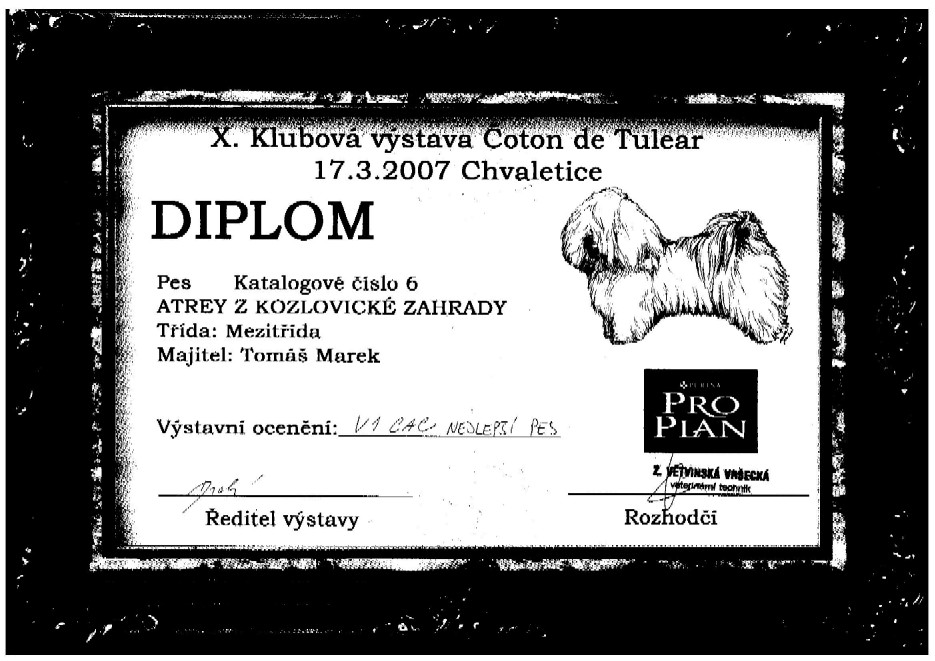 X. Klubová výstava Coton de Tulear
17.3.2007 Chvaletice
DIPLOM
Pes Katalogové číslo 6
ATREY Z KOZLOVICKÉ ZAHRADY
Třída: Mezitřída
Majitel: Tomáš Marek
Výstavní ocenění: V1 CAC NEJLEPŠÍ PES
PURINA
PRO
PLAN
Z. VĚTVINSKÁ VRŠECKÁ
veterinární technik
Ředitel výstavy
Rozhodčí